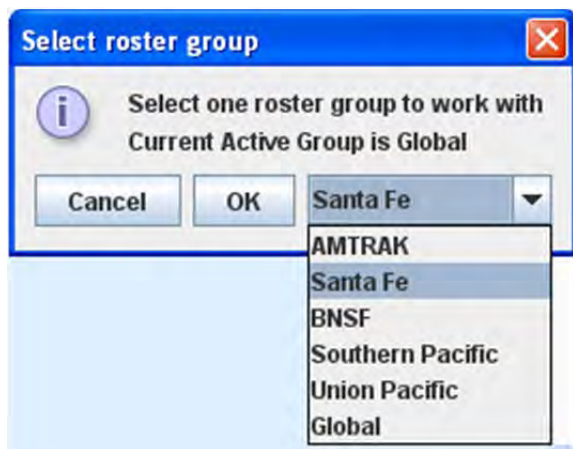 Select roster group
Select one roster group to work with
Current Active Group is Global
Cancel
OK
Santa Fe
AMTRAK
Santa Fe
BNSF
Southern Pacific
Union Pacific
Global